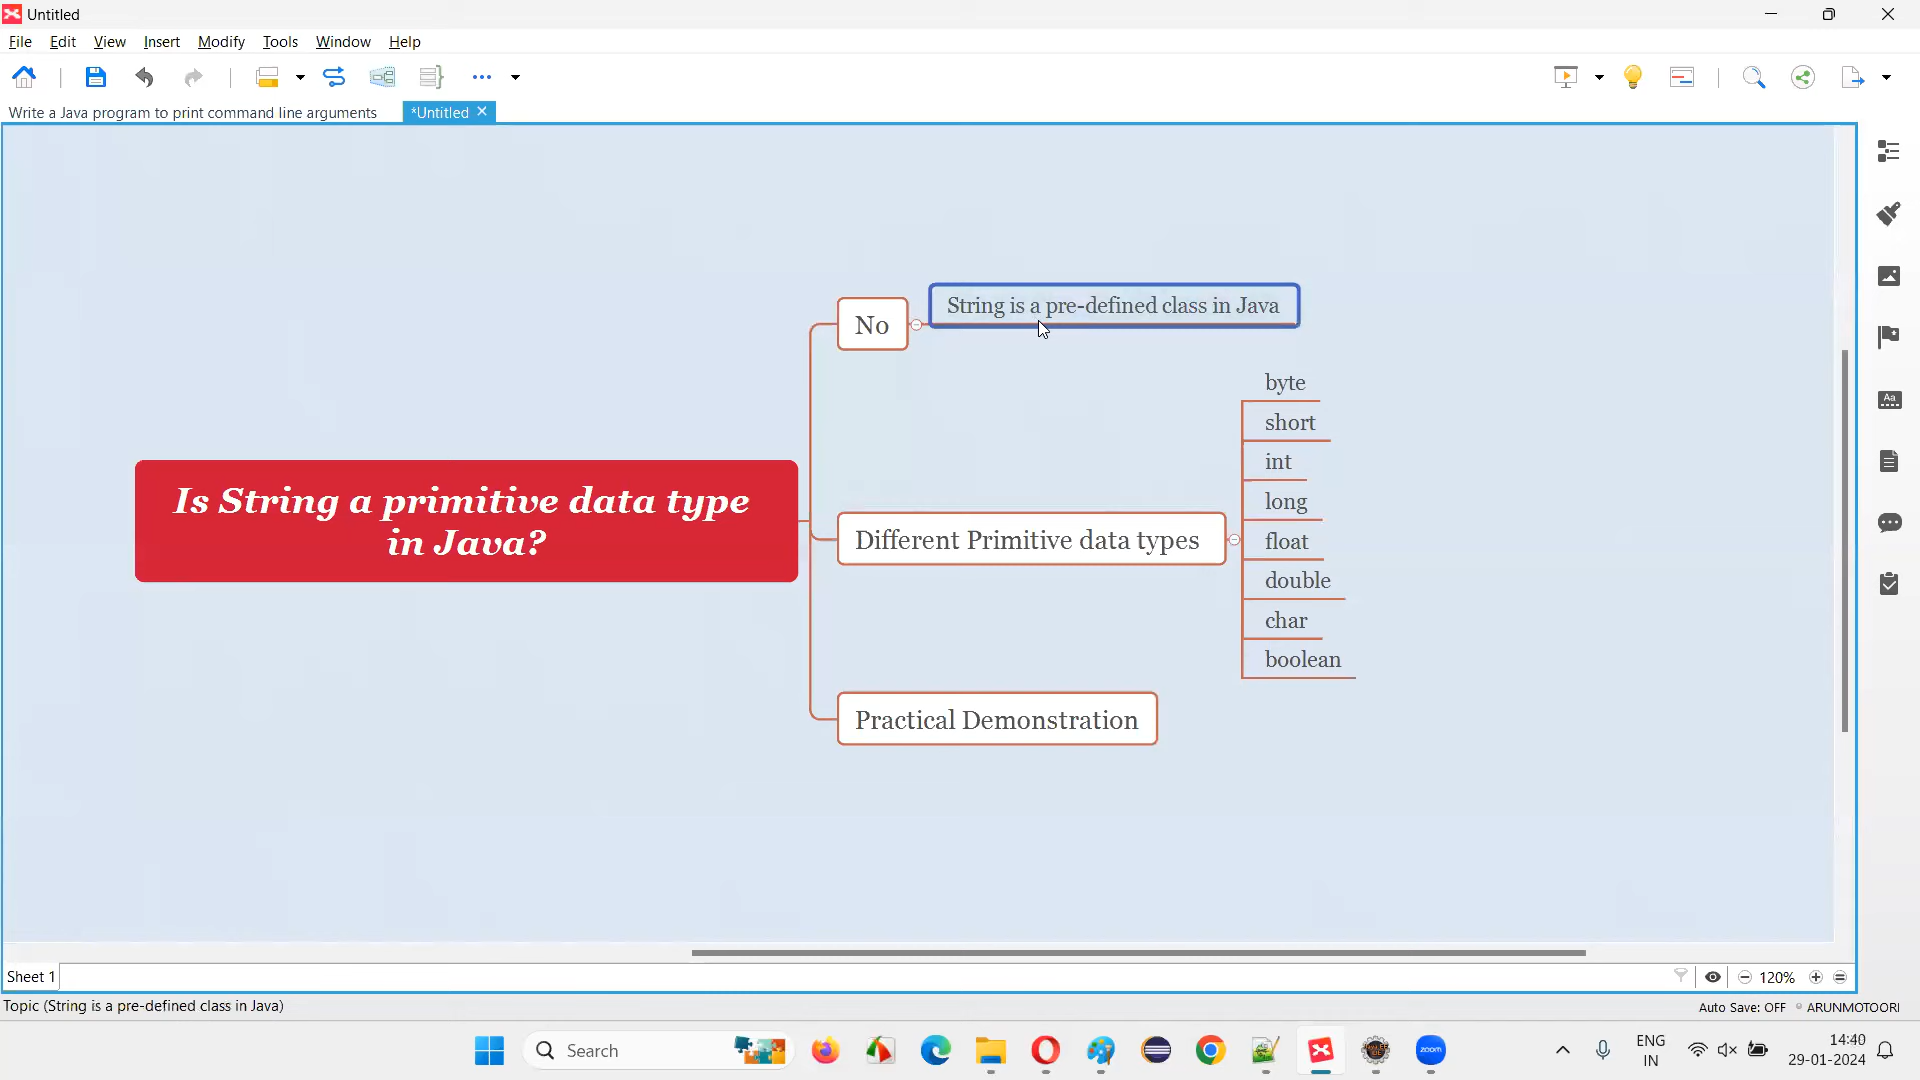 Untitled
File Edit View Insert Modify Tools Window Help
Write a Java program to print command line arguments
*Untitled
No
String is a pre-defined class in Java
Is String a primitive data type
in Java?
Different Primitive data types
byte
short
int
long
float
double
char
boolean
Practical Demonstration
Aa
Sheet 1
120%
Topic (String is a pre-defined class in Java)
Auto Save: OFF
ARUNMOTOORI
Search
zoom
ENG
IN
14:40
29-01-2024